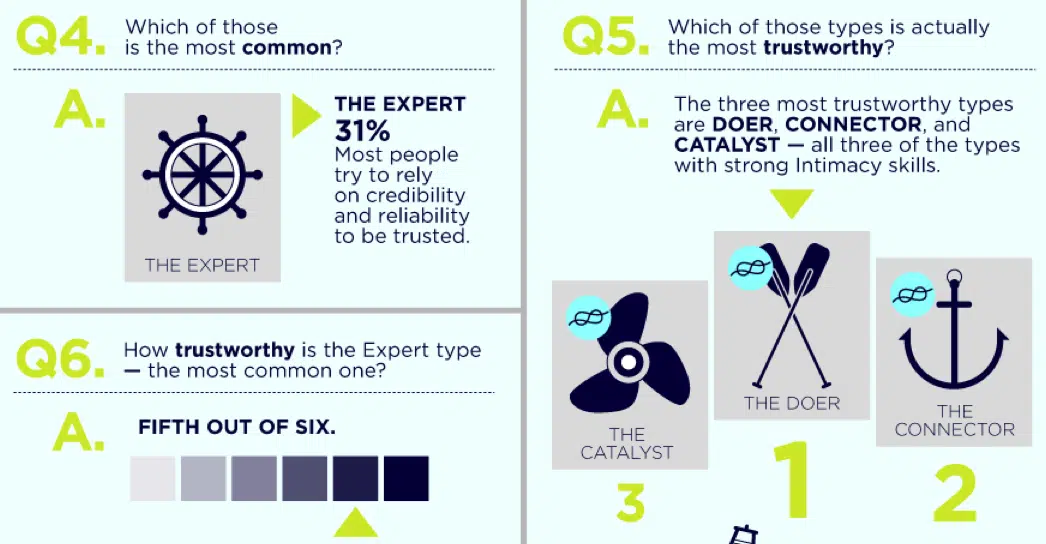 Q4. Which of those
is the most common?
A.
THE EXPERT
THE EXPERT
31%
Most people
try to rely
on credibility
and reliability
to be trusted.
Q6. How trustworthy is the Expert type
— the most common one?
A. FIFTH OUT OF SIX.
Q5. Which of those types is actually
the most trustworthy?
A. The three most trustworthy types
are DOER, CONNECTOR, and
CATALYST — all three of the types
with strong Intimacy skills.
THE
CATALYST
3
THE DOER
1
THE
CONNECTOR
2